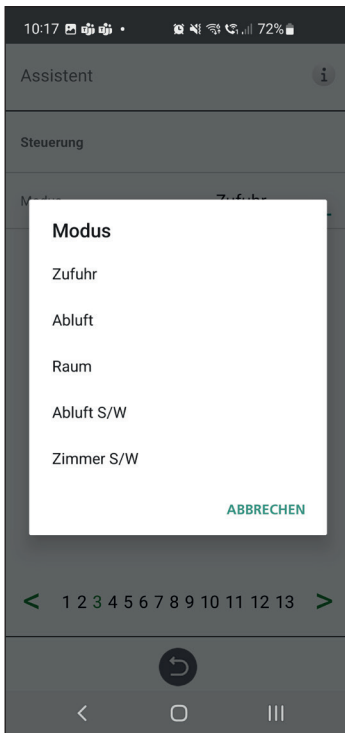 10:17 72%
Assistent i
Steuerung
Modus
Zufuhr
Abluft
Raum
Abluft S/W
Zimmer S/W
ABBRECHEN
< 1 2 3 4 5 6 7 8 9 10 11 12 13 >